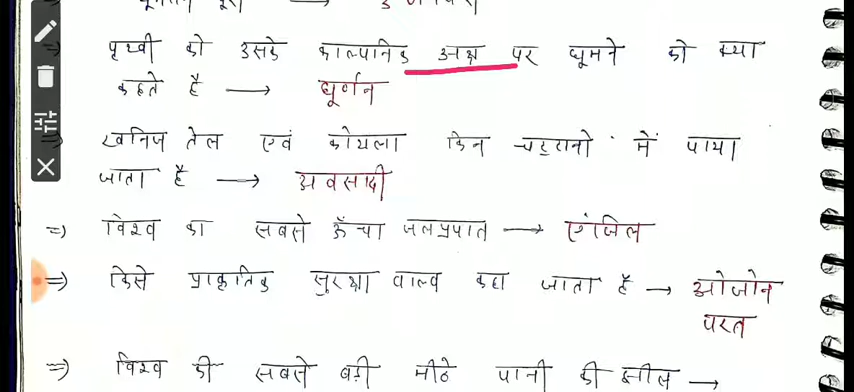 ⇒ पृथ्वी को उसके काल्पनिक अक्ष पर घूमने को क्या
कहते है → घूर्णन
⇒ खनिज तेल एवं कोयला किन चट्टानो में पाया
जाता है → अवसादी
⇒ विश्व का सबसे ऊँचा जलप्रपात → एंजिल
⇒ किसे प्राकृतिक सुरक्षा वाल्व कहा जाता है → ओजोन
परत
⇒ विश्व की सबसे बड़ी मीठे पानी की झील →